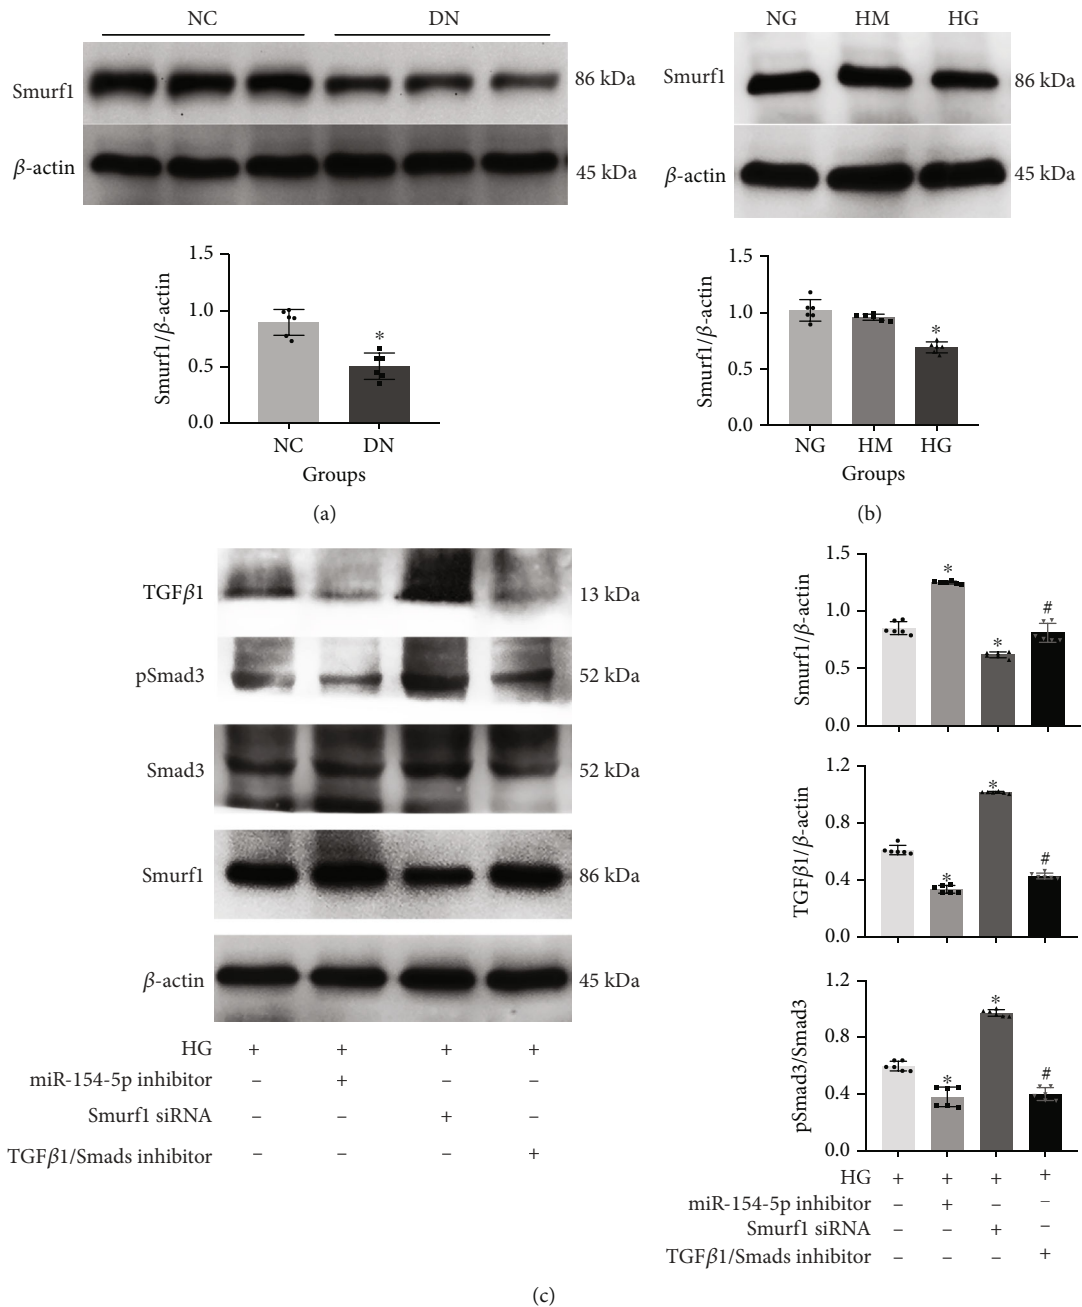 NC DN
Smurf1 86 kDa
β-actin 45 kDa
1.5
1.0
0.5
0.0
Smurf1/β-actin
*
NC DN
Groups
(a)
NG HM HG
Smurf1 86 kDa
β-actin 45 kDa
1.5
1.0
0.5
0.0
Smurf1/β-actin
*
NG HM HG
Groups
(b)
TGFβ1 13 kDa
pSmad3 52 kDa
Smad3 52 kDa
Smurf1 86 kDa
β-actin 45 kDa
HG + + + +
miR-154-5p inhibitor – + – –
Smurf1 siRNA – – + –
TGFβ1/Smads inhibitor – – – +
1.5
1.0
0.5
0.0
Smurf1/β-actin
* * #
1.2
0.8
0.4
0.0
TGFβ1/β-actin
* * #
1.2
0.8
0.4
0.0
pSmad3/Smad3
* * #
HG + + + +
miR-154-5p inhibitor – + – –
Smurf1 siRNA – – + –
TGFβ1/Smads inhibitor – – – +
(c)